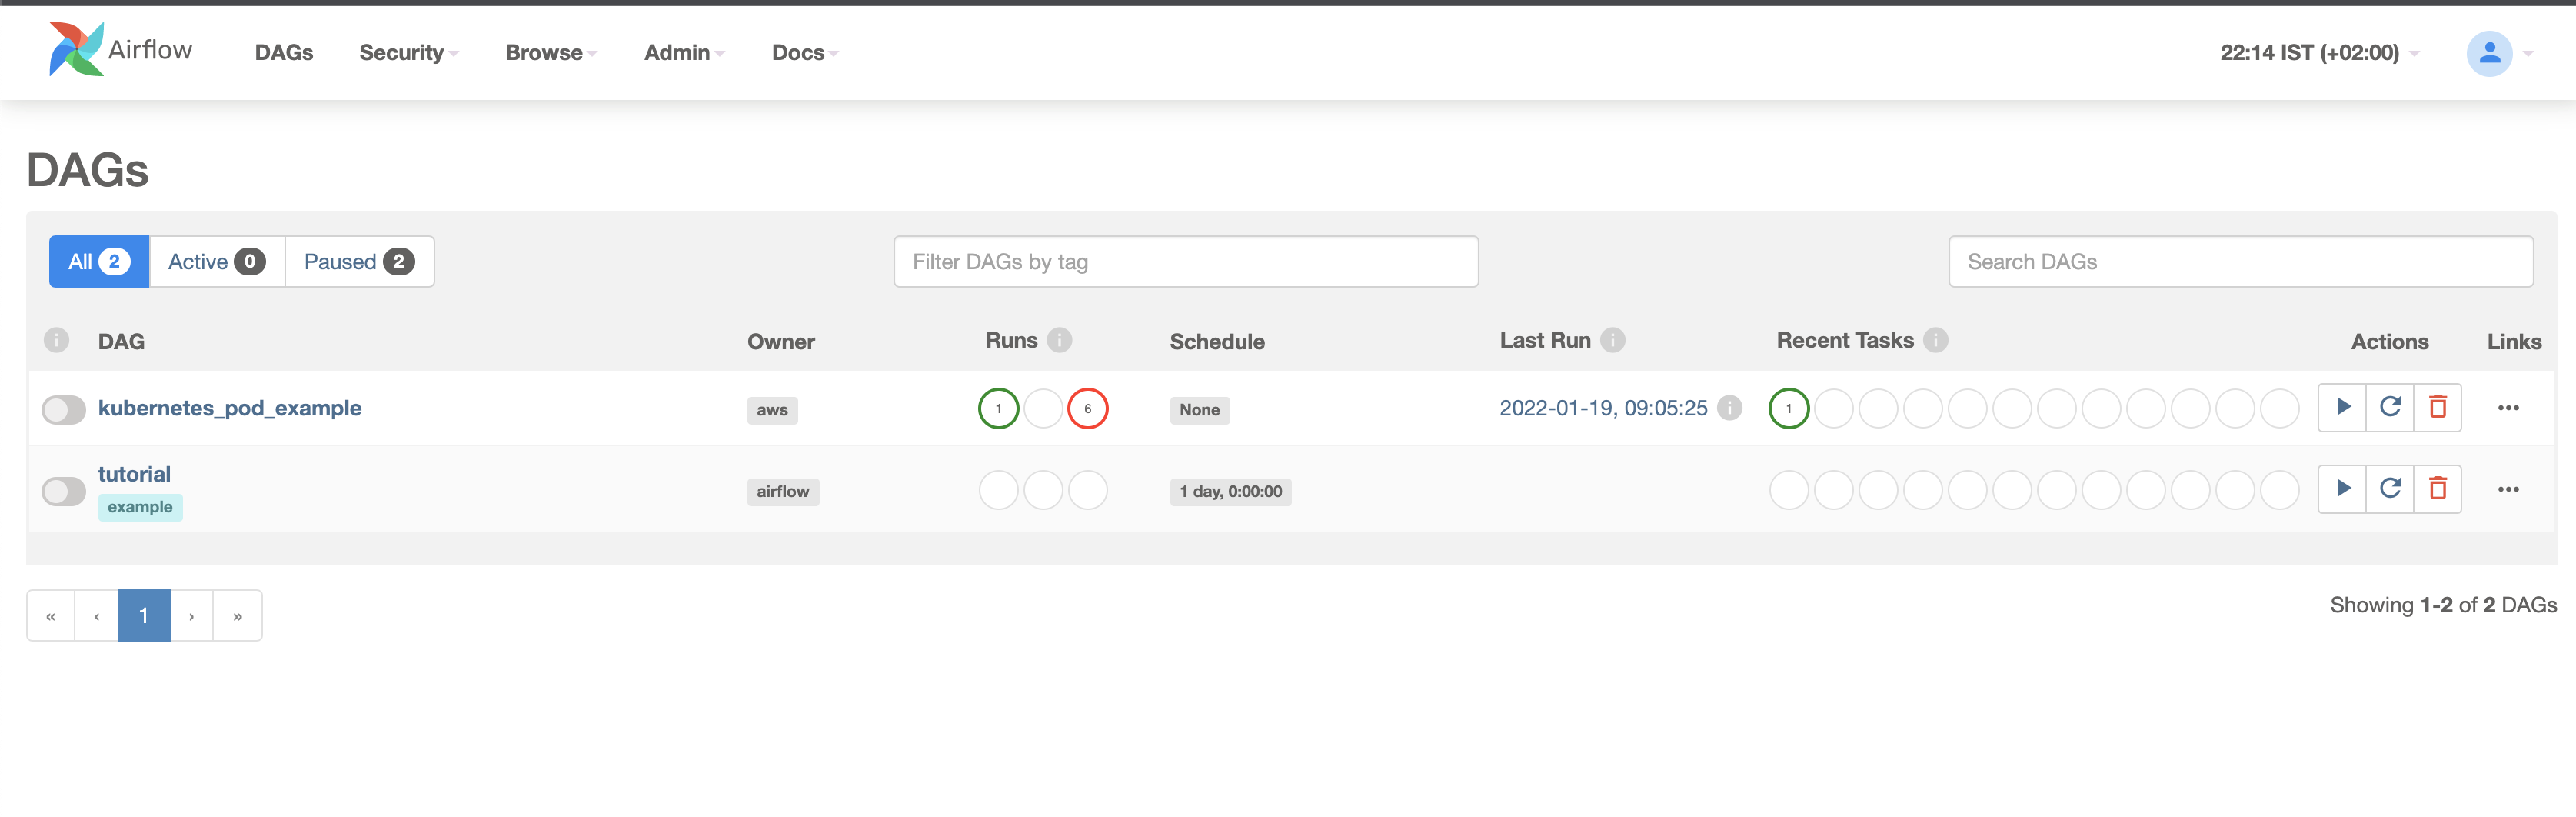 Airflow DAGs Security Browse Admin Docs 22:14 IST (+02:00)
DAGs
All 2 Active 0 Paused 2 Filter DAGs by tag Search DAGs
i DAG Owner Runs i Schedule Last Run i Recent Tasks i Actions Links
kubernetes_pod_example aws 1 6 None 2022-01-19, 09:05:25 i 1
tutorial
example airflow 1 day, 0:00:00
« ‹ 1 › »
Showing 1-2 of 2 DAGs